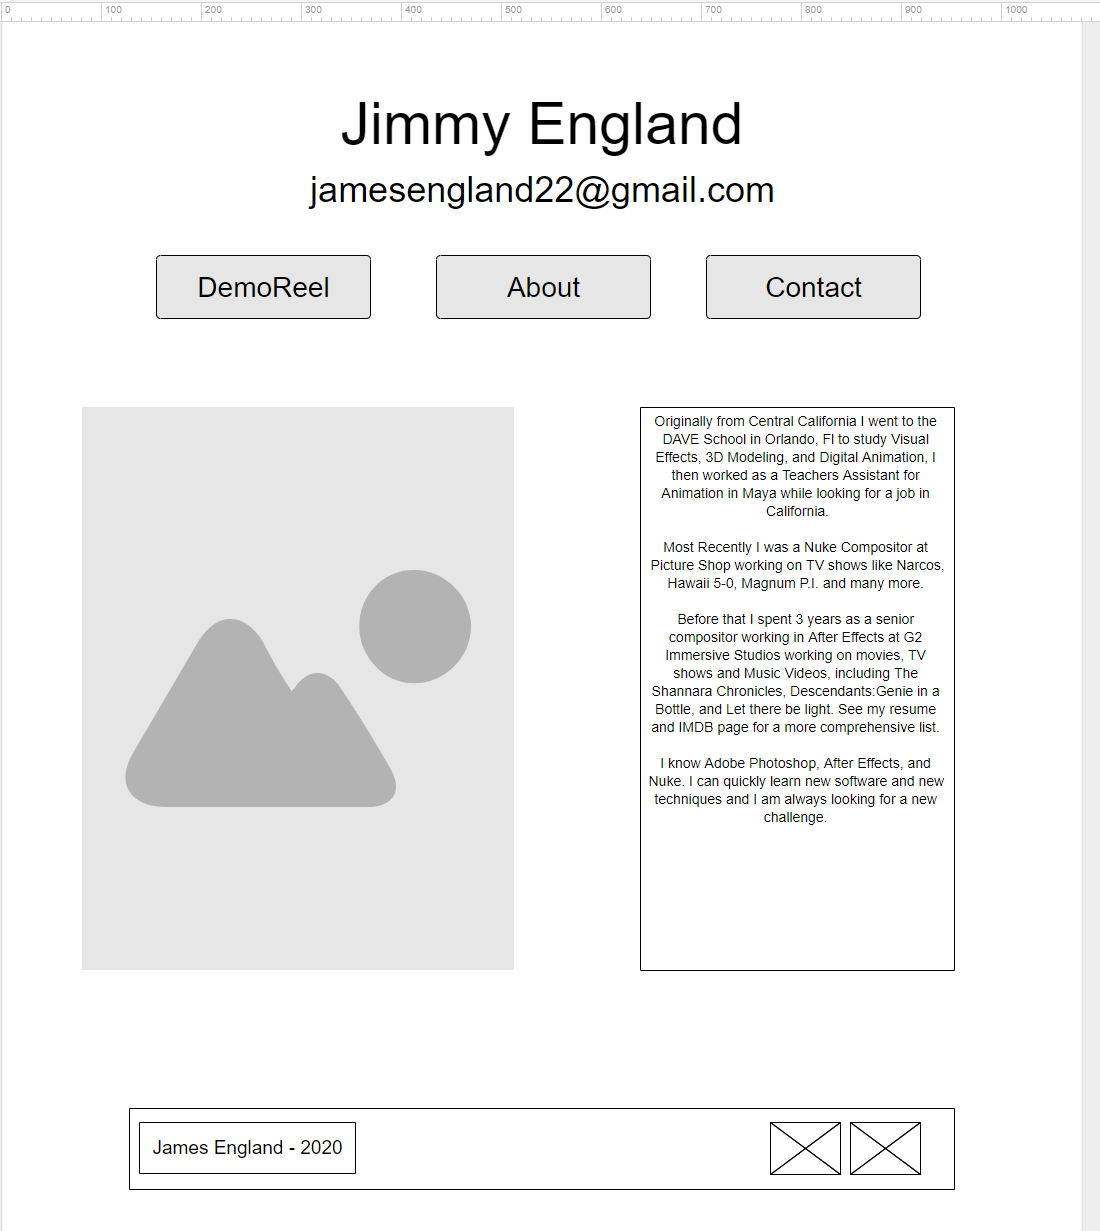 0 100 200 300 400 500 600 700 800 900 1000
Jimmy England
jamesengland22@gmail.com
DemoReel About Contact
Originally from Central California I went to the
DAVE School in Orlando, Fl to study Visual
Effects, 3D Modeling, and Digital Animation, I
then worked as a Teachers Assistant for
Animation in Maya while looking for a job in
California.
Most Recently I was a Nuke Compositor at
Picture Shop working on TV shows like Narcos,
Hawaii 5-0, Magnum P.I. and many more.
Before that I spent 3 years as a senior
compositor working in After Effects at G2
Immersive Studios working on movies, TV
shows and Music Videos, including The
Shannara Chronicles, Descendants:Genie in a
Bottle, and Let there be light. See my resume
and IMDB page for a more comprehensive list.
I know Adobe Photoshop, After Effects, and
Nuke. I can quickly learn new software and new
techniques and I am always looking for a new
challenge.
James England - 2020